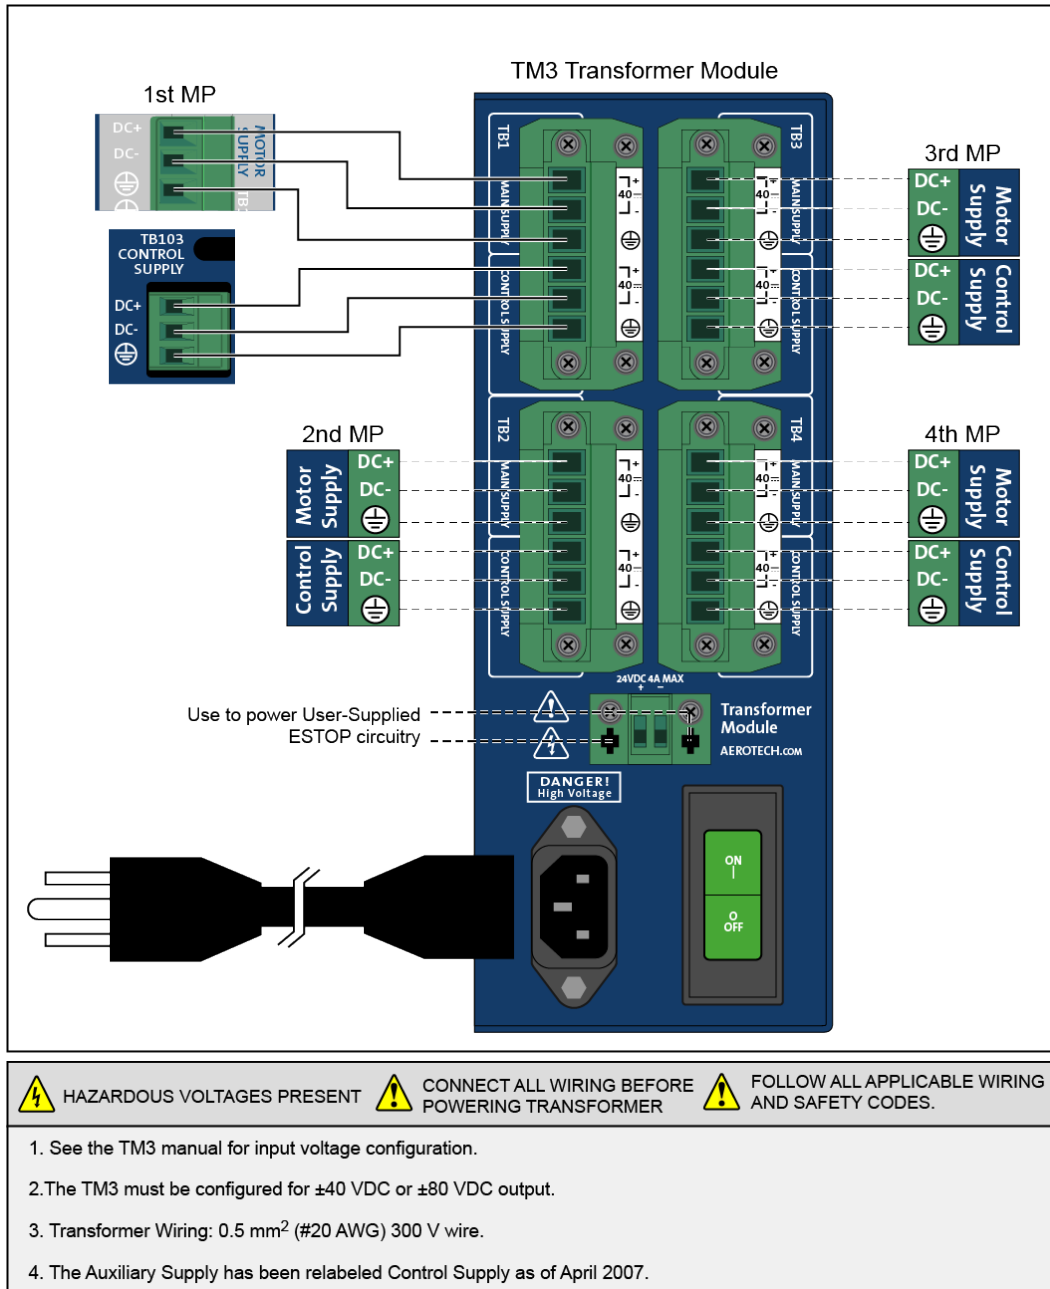 TM3 Transformer Module
1st MP
DC+
DC-
MOTOR
SUPPLY
TB103
CONTROL
SUPPLY
DC+
DC-
TB1
MAIN SUPPLY
CONTROL SUPPLY
+
40
-
+
40
-
TB3
MAIN SUPPLY
CONTROL SUPPLY
+
40
-
+
40
-
3rd MP
DC+
DC-
Motor
Supply
DC+
DC-
Control
Supply
2nd MP
Motor
Supply
DC+
DC-
Control
Supply
DC+
DC-
TB2
MAIN SUPPLY
CONTROL SUPPLY
+
40
-
+
40
-
TB4
MAIN SUPPLY
CONTROL SUPPLY
+
40
-
+
40
-
4th MP
DC+
DC-
Motor
Supply
DC+
DC-
Control
Supply
24VDC 4A MAX
+ −
Use to power User-Supplied
ESTOP circuitry
Transformer
Module
AEROTECH.COM
DANGER!
High Voltage
ON
|
O
OFF
HAZARDOUS VOLTAGES PRESENT
CONNECT ALL WIRING BEFORE
POWERING TRANSFORMER
FOLLOW ALL APPLICABLE WIRING
AND SAFETY CODES.
1. See the TM3 manual for input voltage configuration.
2.The TM3 must be configured for ±40 VDC or ±80 VDC output.
3. Transformer Wiring: 0.5 mm² (#20 AWG) 300 V wire.
4. The Auxiliary Supply has been relabeled Control Supply as of April 2007.